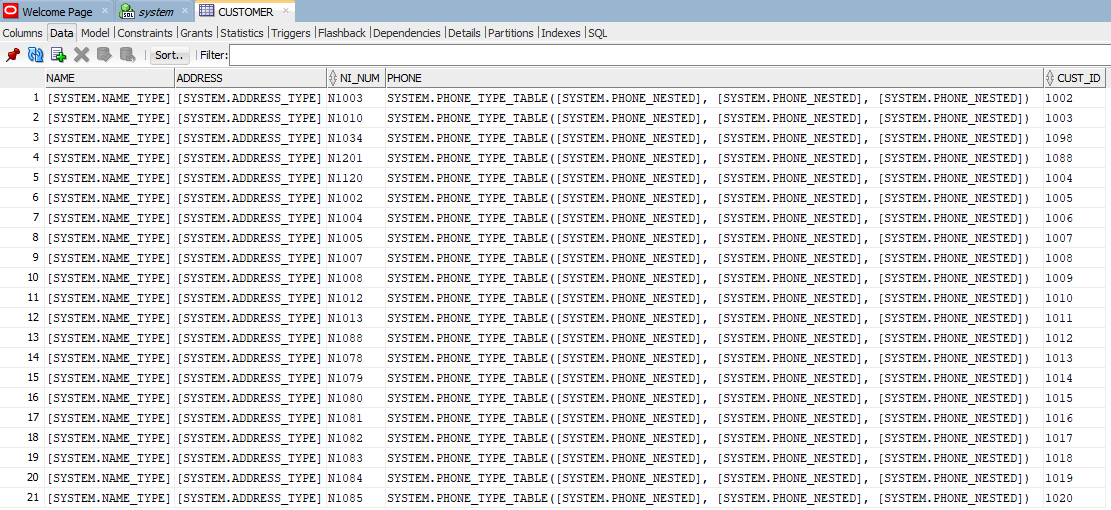 Welcome Page system CUSTOMER
Columns Data Model Constraints Grants Statistics Triggers Flashback Dependencies Details Partitions Indexes SQL
Sort.. Filter:
NAME ADDRESS NI_NUM PHONE CUST_ID
1 [SYSTEM.NAME_TYPE] [SYSTEM.ADDRESS_TYPE] N1003 SYSTEM.PHONE_TYPE_TABLE([SYSTEM.PHONE_NESTED], [SYSTEM.PHONE_NESTED], [SYSTEM.PHONE_NESTED]) 1002
2 [SYSTEM.NAME_TYPE] [SYSTEM.ADDRESS_TYPE] N1010 SYSTEM.PHONE_TYPE_TABLE([SYSTEM.PHONE_NESTED], [SYSTEM.PHONE_NESTED], [SYSTEM.PHONE_NESTED]) 1003
3 [SYSTEM.NAME_TYPE] [SYSTEM.ADDRESS_TYPE] N1034 SYSTEM.PHONE_TYPE_TABLE([SYSTEM.PHONE_NESTED], [SYSTEM.PHONE_NESTED], [SYSTEM.PHONE_NESTED]) 1098
4 [SYSTEM.NAME_TYPE] [SYSTEM.ADDRESS_TYPE] N1201 SYSTEM.PHONE_TYPE_TABLE([SYSTEM.PHONE_NESTED], [SYSTEM.PHONE_NESTED], [SYSTEM.PHONE_NESTED]) 1088
5 [SYSTEM.NAME_TYPE] [SYSTEM.ADDRESS_TYPE] N1120 SYSTEM.PHONE_TYPE_TABLE([SYSTEM.PHONE_NESTED], [SYSTEM.PHONE_NESTED], [SYSTEM.PHONE_NESTED]) 1004
6 [SYSTEM.NAME_TYPE] [SYSTEM.ADDRESS_TYPE] N1002 SYSTEM.PHONE_TYPE_TABLE([SYSTEM.PHONE_NESTED], [SYSTEM.PHONE_NESTED], [SYSTEM.PHONE_NESTED]) 1005
7 [SYSTEM.NAME_TYPE] [SYSTEM.ADDRESS_TYPE] N1004 SYSTEM.PHONE_TYPE_TABLE([SYSTEM.PHONE_NESTED], [SYSTEM.PHONE_NESTED], [SYSTEM.PHONE_NESTED]) 1006
8 [SYSTEM.NAME_TYPE] [SYSTEM.ADDRESS_TYPE] N1005 SYSTEM.PHONE_TYPE_TABLE([SYSTEM.PHONE_NESTED], [SYSTEM.PHONE_NESTED], [SYSTEM.PHONE_NESTED]) 1007
9 [SYSTEM.NAME_TYPE] [SYSTEM.ADDRESS_TYPE] N1007 SYSTEM.PHONE_TYPE_TABLE([SYSTEM.PHONE_NESTED], [SYSTEM.PHONE_NESTED], [SYSTEM.PHONE_NESTED]) 1008
10 [SYSTEM.NAME_TYPE] [SYSTEM.ADDRESS_TYPE] N1008 SYSTEM.PHONE_TYPE_TABLE([SYSTEM.PHONE_NESTED], [SYSTEM.PHONE_NESTED], [SYSTEM.PHONE_NESTED]) 1009
11 [SYSTEM.NAME_TYPE] [SYSTEM.ADDRESS_TYPE] N1012 SYSTEM.PHONE_TYPE_TABLE([SYSTEM.PHONE_NESTED], [SYSTEM.PHONE_NESTED], [SYSTEM.PHONE_NESTED]) 1010
12 [SYSTEM.NAME_TYPE] [SYSTEM.ADDRESS_TYPE] N1013 SYSTEM.PHONE_TYPE_TABLE([SYSTEM.PHONE_NESTED], [SYSTEM.PHONE_NESTED], [SYSTEM.PHONE_NESTED]) 1011
13 [SYSTEM.NAME_TYPE] [SYSTEM.ADDRESS_TYPE] N1088 SYSTEM.PHONE_TYPE_TABLE([SYSTEM.PHONE_NESTED], [SYSTEM.PHONE_NESTED], [SYSTEM.PHONE_NESTED]) 1012
14 [SYSTEM.NAME_TYPE] [SYSTEM.ADDRESS_TYPE] N1078 SYSTEM.PHONE_TYPE_TABLE([SYSTEM.PHONE_NESTED], [SYSTEM.PHONE_NESTED], [SYSTEM.PHONE_NESTED]) 1013
15 [SYSTEM.NAME_TYPE] [SYSTEM.ADDRESS_TYPE] N1079 SYSTEM.PHONE_TYPE_TABLE([SYSTEM.PHONE_NESTED], [SYSTEM.PHONE_NESTED], [SYSTEM.PHONE_NESTED]) 1014
16 [SYSTEM.NAME_TYPE] [SYSTEM.ADDRESS_TYPE] N1080 SYSTEM.PHONE_TYPE_TABLE([SYSTEM.PHONE_NESTED], [SYSTEM.PHONE_NESTED], [SYSTEM.PHONE_NESTED]) 1015
17 [SYSTEM.NAME_TYPE] [SYSTEM.ADDRESS_TYPE] N1081 SYSTEM.PHONE_TYPE_TABLE([SYSTEM.PHONE_NESTED], [SYSTEM.PHONE_NESTED], [SYSTEM.PHONE_NESTED]) 1016
18 [SYSTEM.NAME_TYPE] [SYSTEM.ADDRESS_TYPE] N1082 SYSTEM.PHONE_TYPE_TABLE([SYSTEM.PHONE_NESTED], [SYSTEM.PHONE_NESTED], [SYSTEM.PHONE_NESTED]) 1017
19 [SYSTEM.NAME_TYPE] [SYSTEM.ADDRESS_TYPE] N1083 SYSTEM.PHONE_TYPE_TABLE([SYSTEM.PHONE_NESTED], [SYSTEM.PHONE_NESTED], [SYSTEM.PHONE_NESTED]) 1018
20 [SYSTEM.NAME_TYPE] [SYSTEM.ADDRESS_TYPE] N1084 SYSTEM.PHONE_TYPE_TABLE([SYSTEM.PHONE_NESTED], [SYSTEM.PHONE_NESTED], [SYSTEM.PHONE_NESTED]) 1019
21 [SYSTEM.NAME_TYPE] [SYSTEM.ADDRESS_TYPE] N1085 SYSTEM.PHONE_TYPE_TABLE([SYSTEM.PHONE_NESTED], [SYSTEM.PHONE_NESTED], [SYSTEM.PHONE_NESTED]) 1020